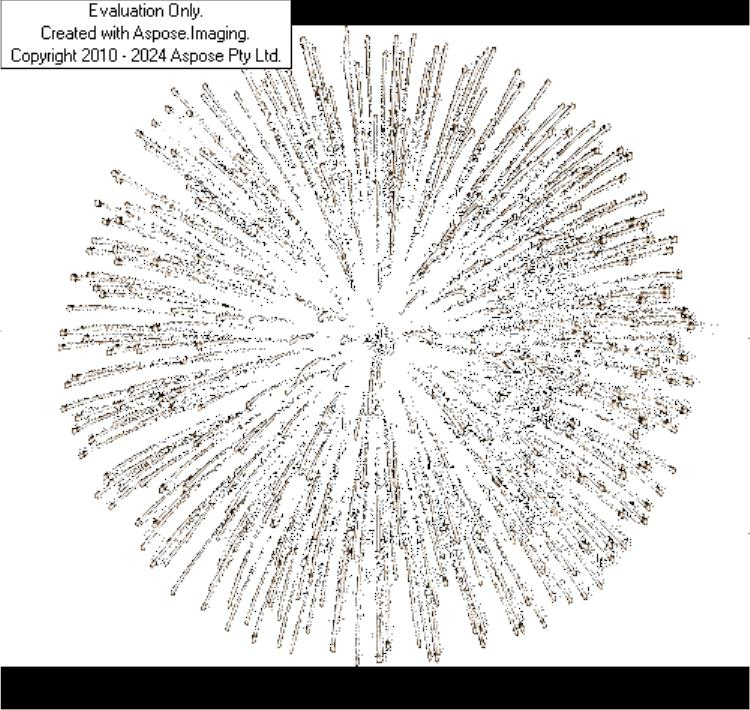 Evaluation Only.
Created with Aspose.Imaging.
Copyright 2010 - 2024 Aspose Pty Ltd.